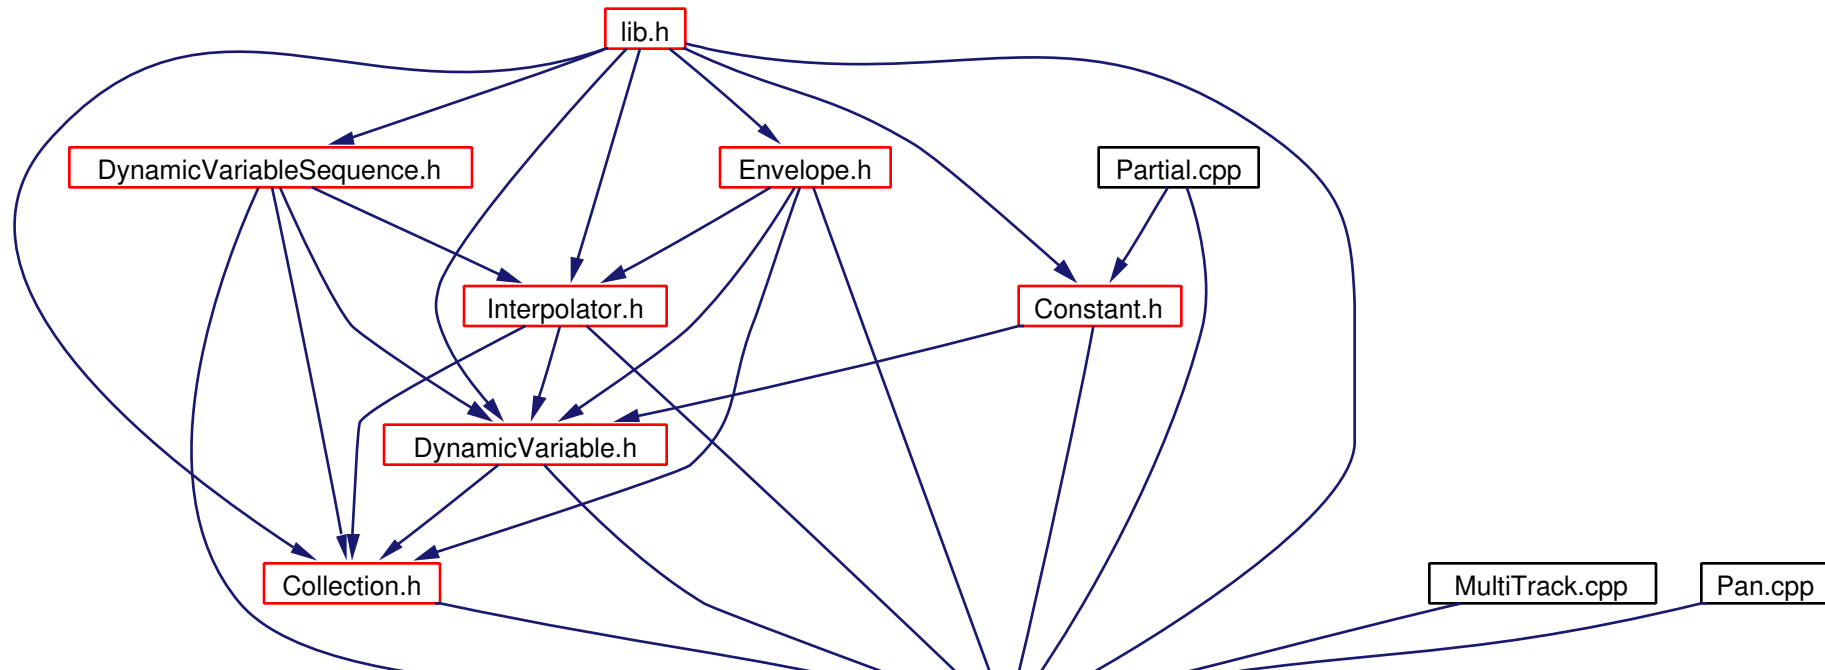 lib.h
DynamicVariableSequence.h
Envelope.h
Partial.cpp
Interpolator.h
Constant.h
DynamicVariable.h
Collection.h
MultiTrack.cpp
Pan.cpp